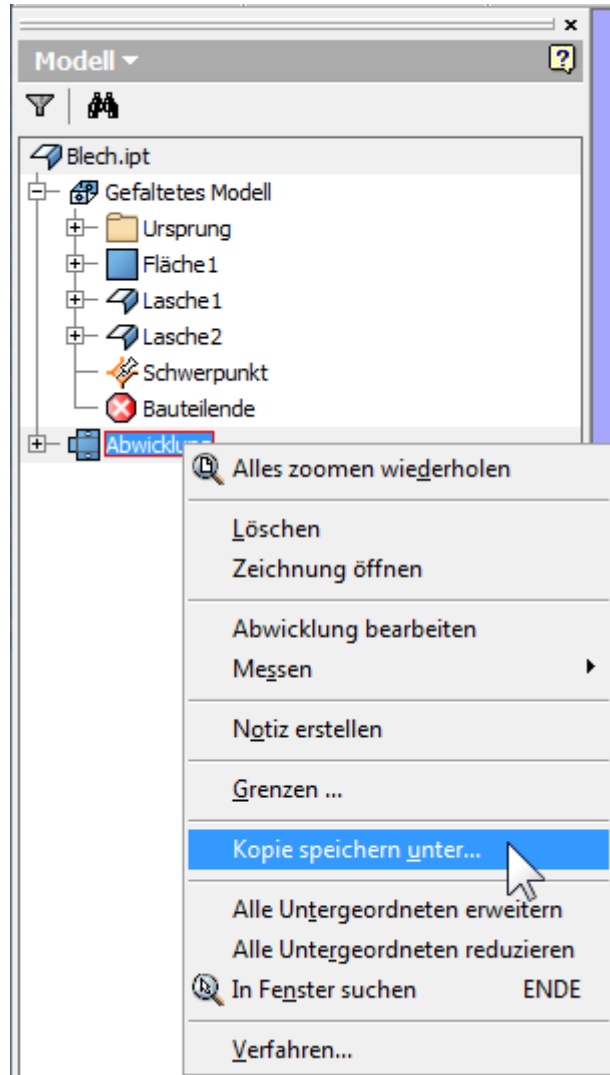 Modell
Blech.ipt
Gefaltetes Modell
Ursprung
Fläche1
Lasche1
Lasche2
Schwerpunkt
Bauteilende
Abwicklung
Alles zoomen wiederholen
Löschen
Zeichnung öffnen
Abwicklung bearbeiten
Messen
Notiz erstellen
Grenzen ...
Kopie speichern unter...
Alle Untergeordneten erweitern
Alle Untergeordneten reduzieren
In Fenster suchen ENDE
Verfahren...